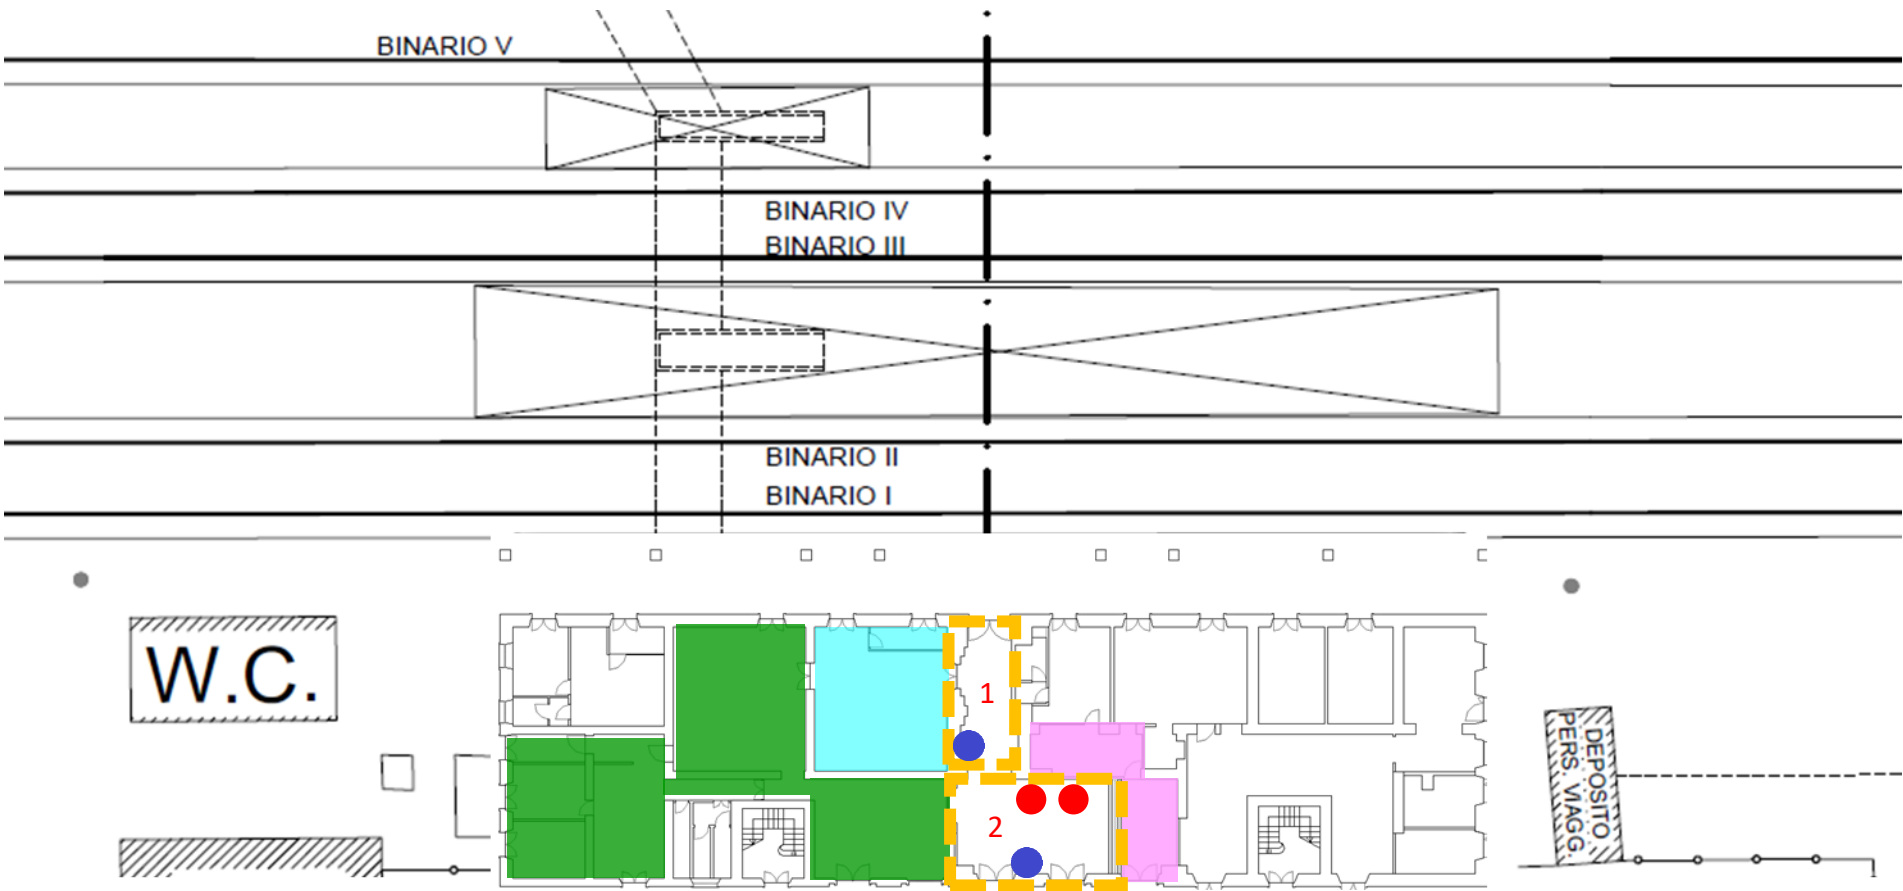 BINARIO V
BINARIO IV
BINARIO III
BINARIO II
BINARIO I
W.C.
1
2
DEPOSITO
PERS. VIAGG.